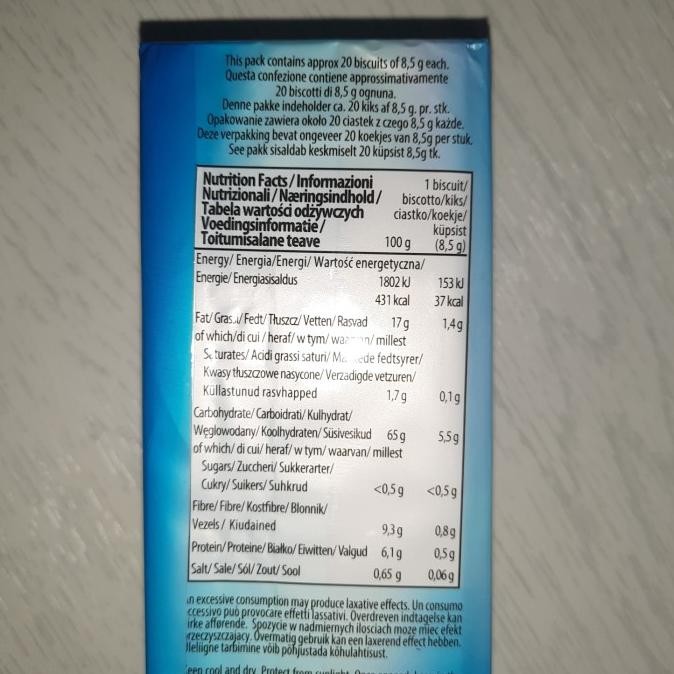 This pack contains approx 20 biscuits of 8,5 g each.
Questa confezione contiene approssimativamente
20 biscotti di 8,5 g ognuna.
Denne pakke indeholder ca. 20 kiks af 8,5 g. pr. stk.
Opakowanie zawiera około 20 ciastek z czego 8,5 g każde.
Deze verpakking bevat ongeveer 20 koekjes van 8,5g per stuk.
See pakk sisaldab keskmiselt 20 küpsist 8,5g tk.
Nutrition Facts/Informazioni 1 biscuit/
Nutrizionali/Næringsindhold/ biscotto/kiks/
Tabela wartości odżywczych ciastko/koekje/
Voedingsinformatie/ küpsist
Toitumisalane teave 100 g (8,5 g)
Energy/ Energia/Energi/ Wartość energetyczna/
Energie/ Energiasisaldus 1802 kJ 153 kJ
431 kcal 37 kcal
Fat/ Fedt/ Tłuszcz/ Vetten/ Rasvad 17 g 1,4 g
of which/di cui / heraf/ w tym/ millest
Acidi grassi saturi/ fedtsyrer/
Kwasy tłuszczowe nasycone/ Verzadigde vetzuren/
Küllastunud rasvhapped 1,7 g 0,1 g
Carbohydrate/ Carboidrati/ Kulhydrat/
Węglowodany/ Koolhydraten/ Süsivesikud 65 g 5,5 g
of which/ di cui/ heraf/ w tym/ waarvan/ millest
Sugars/ Zuccheri/ Sukkerarter/
Cukry/ Suikers/ Suhkrud <0,5 g <0,5 g
Fibre/ Fibre/ Kostfibre/ Błonnik/
Vezels / Kiudained 9,3 g 0,8 g
Protein/ Proteine/ Białko/ Eiwitten/ Valgud 6,1 g 0,5 g
Salt/ Sale/ Sól/ Zout/ Sool 0,65 g 0,06 g
excessive consumption may produce laxative effects. Un consumo
può provocare effetti lassativi. Overdreven indtagelse kan
afførende. Spożycie w nadmiernych ilościach może mieć efekt
Overmatig gebruik kan een laxerend effect hebben.
tarbimine võib põhjustada kõhulahtisust.
cool and dry. Protect from